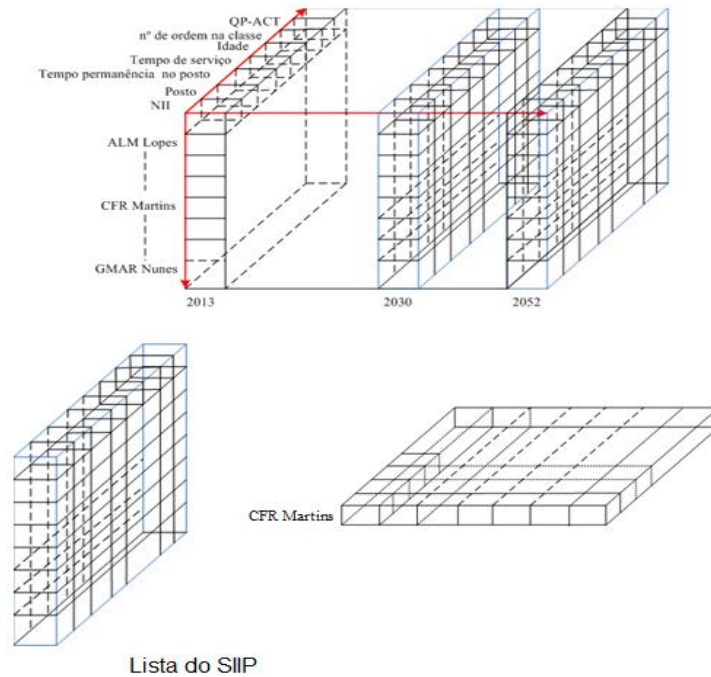 QP-ACT
nº de ordem na classe
Idade
Tempo de serviço
Tempo permanência no posto
Posto
NII
ALM Lopes
CFR Martins
GMAR Nunes
2013
2030
2052
CFR Martins
Lista do SIIP